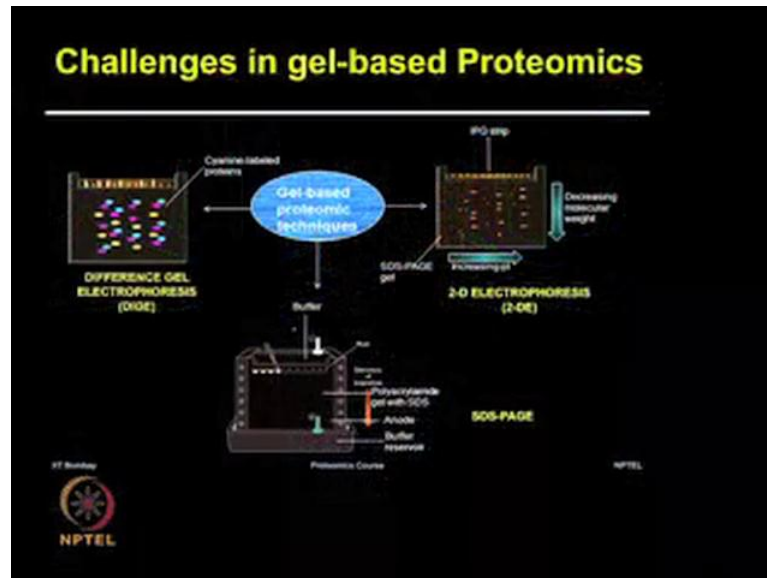 Challenges in gel-based Proteomics
IPG strip
Cyanine-labeled
proteins
Gel-based
proteomic
techniques
Decreasing
molecular
weight
SDS-PAGE
gel
Increasing pI
DIFFERENCE GEL
ELECTROPHORESIS
(DIGE)
2-D ELECTROPHORESIS
(2-DE)
Buffer
Polyacrylamide
gel with SDS
Anode
Buffer
reservoir
SDS-PAGE
IIT Bombay
Proteomics Course
NPTEL
NPTEL